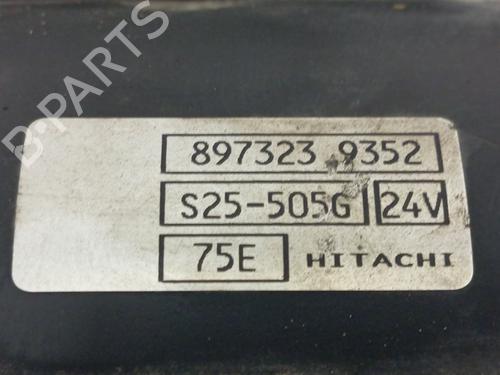 B-PARTS
897323 9352
S25-505G 24V
75E HITACHI